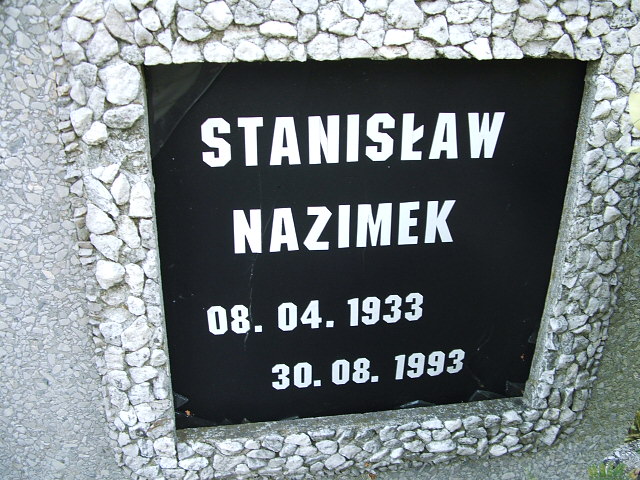 STANISŁAW
NAZIMEK
08. 04. 1933
30. 08. 1993